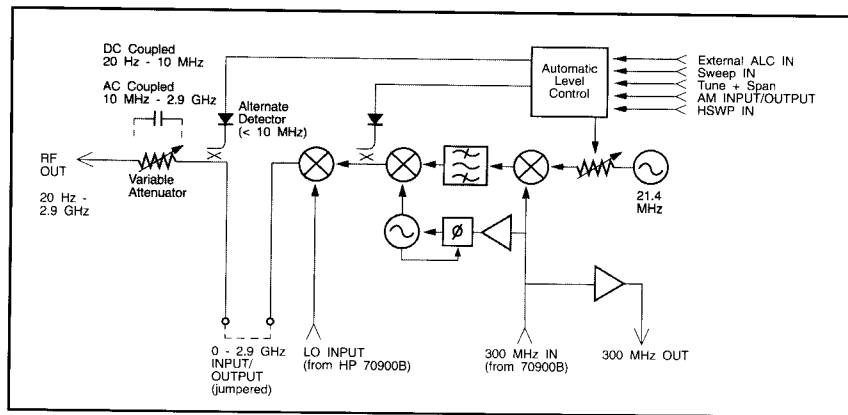 DC Coupled
20 Hz - 10 MHz
AC Coupled
10 MHz - 2.9 GHz
Alternate
Detector
(< 10 MHz)
Automatic
Level
Control
External ALC IN
Sweep IN
Tune + Span
AM INPUT/OUTPUT
HSWP IN
RF
OUT
20 Hz -
2.9 GHz
Variable
Attenuator
21.4
MHz
ø
0 - 2.9 GHz
INPUT/
OUTPUT
(jumpered)
LO INPUT
(from HP 70900B)
300 MHz IN
(from 70900B)
300 MHz OUT